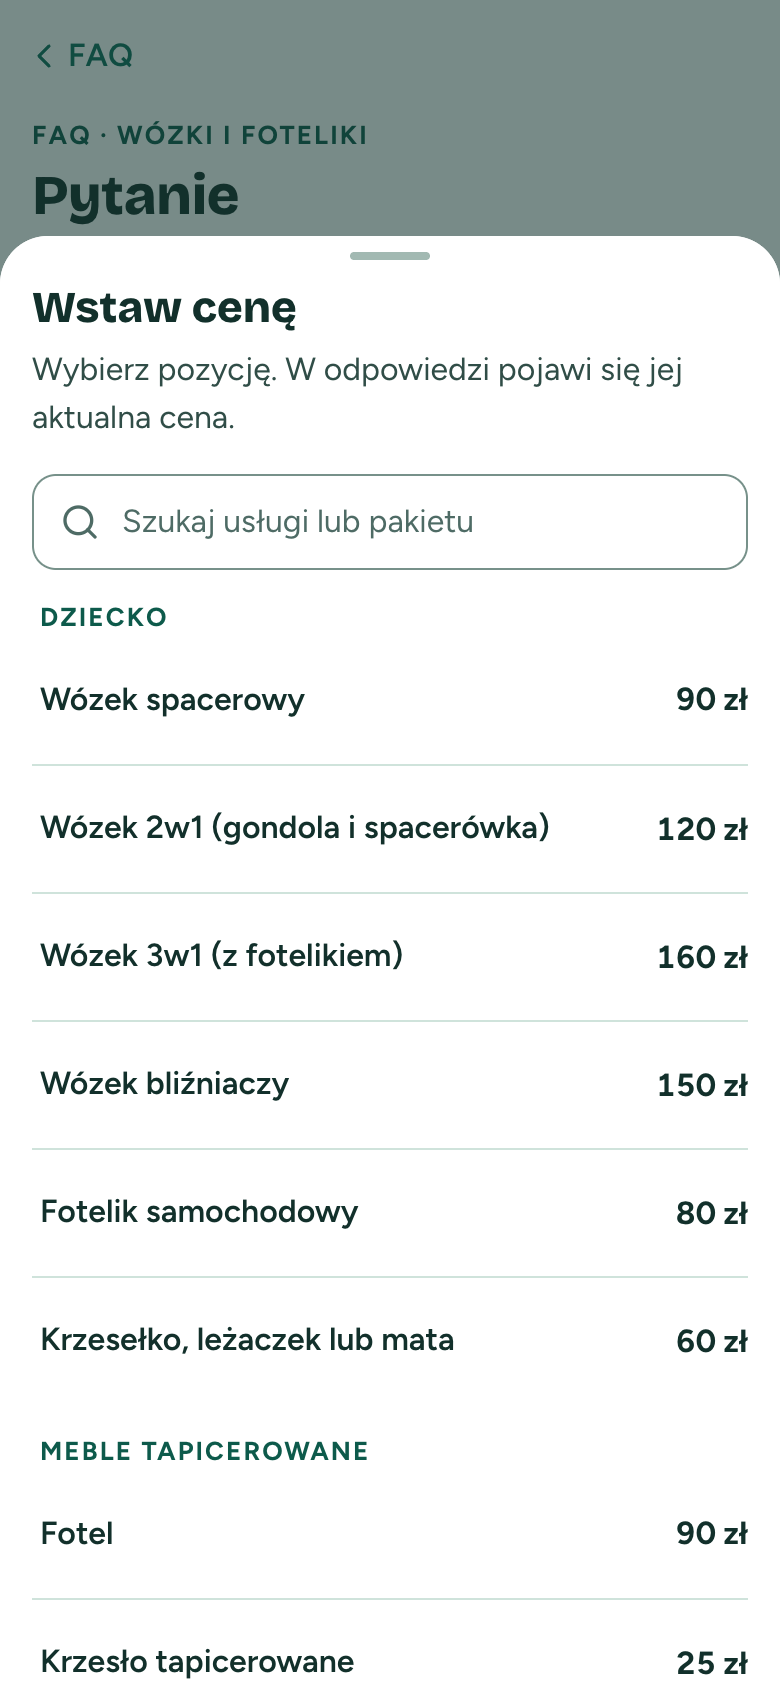 FAQ
FAQ · WÓZKI I FOTELIKI
Pytanie
Wstaw cenę
Wybierz pozycję. W odpowiedzi pojawi się jej
aktualna cena.
Szukaj usługi lub pakietu
DZIECKO
Wózek spacerowy 90 zł
Wózek 2w1 (gondola i spacerówka) 120 zł
Wózek 3w1 (z fotelikiem) 160 zł
Wózek bliźniaczy 150 zł
Fotelik samochodowy 80 zł
Krzesełko, leżaczek lub mata 60 zł
MEBLE TAPICEROWANE
Fotel 90 zł
Krzesło tapicerowane 25 zł